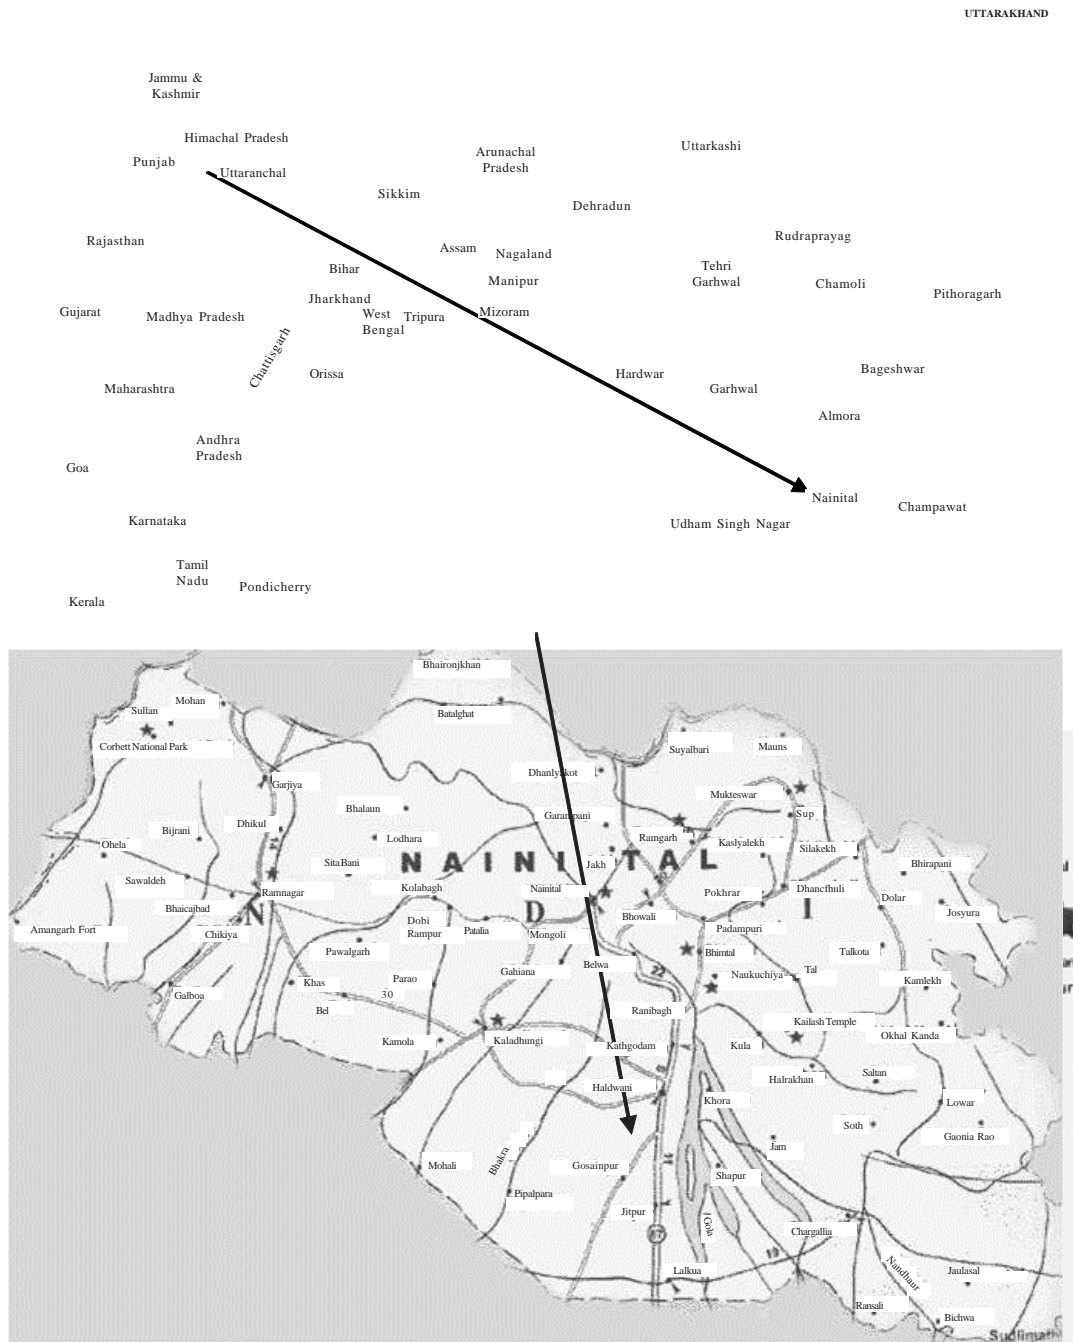 UTTARAKHAND
Jammu &
Kashmir
Himachal Pradesh
Punjab
Uttaranchal
Arunachal
Pradesh
Uttarkashi
Sikkim
Dehradun
Rajasthan
Assam
Nagaland
Rudraprayag
Bihar
Manipur
Tehri
Garhwal
Chamoli
Pithoragarh
Jharkhand
Gujarat
Madhya Pradesh
West
Bengal
Tripura
Mizoram
Chattisgarh
Orissa
Hardwar
Bageshwar
Maharashtra
Garhwal
Almora
Andhra
Pradesh
Goa
Nainital
Champawat
Karnataka
Udham Singh Nagar
Tamil
Nadu
Pondicherry
Kerala
Bhaironjkhan
Mohan
Sultan
Batalghat
Corbett National Park
Suyalbari
Mauns
Dhanlyakot
Garjiya
Mukteswar
Bhalaun
Garampani
Sup
Dhikul
Bijrani
Lodhara
Ramgarh
Kaslyalekh
Silakekh
Ohela
14
Sita Bani
NAINITAL
Jakh
Bhirapani
Sawaldeh
Ramnagar
Kolabagh
Nainital
Pokhrar
Dhancfhuli
Dolar
Bhaicajbad
N
D
I
Josyura
Amangarh Fort
Chikiya
Dobi
Rampur
Patalia
Mongoli
Bhowali
Padampuri
Pawalgarh
Bhimtal
Talkota
Gahiana
Belwa
22
Naukuchiya
Tal
Khas
Parao
30
Kamlekh
Galboa
Bel
Ranibagh
Kailash Temple
Kamola
Kaladhungi
Kathgodam
Kula
Okhal Kanda
Haldwani
Halrakhan
Saltan
Khora
Lowar
Soth
Gaonia Rao
Jam
Mohali
Bhakra
Gosainpur
Shapur
Pipalpara
Jitpur
Gola
Chargallia
87
19
Lalkua
Nandhaur
Jaulasal
Ransali
Bichwa